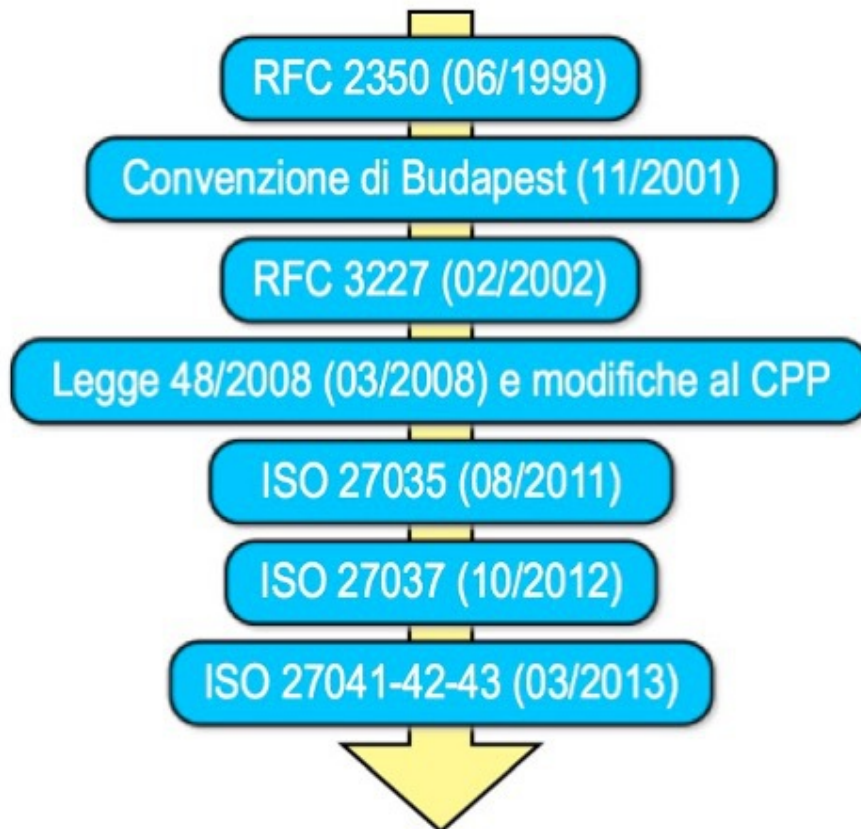 RFC 2350 (06/1998)
Convenzione di Budapest (11/2001)
RFC 3227 (02/2002)
Legge 48/2008 (03/2008) e modifiche al CPP
ISO 27035 (08/2011)
ISO 27037 (10/2012)
ISO 27041-42-43 (03/2013)